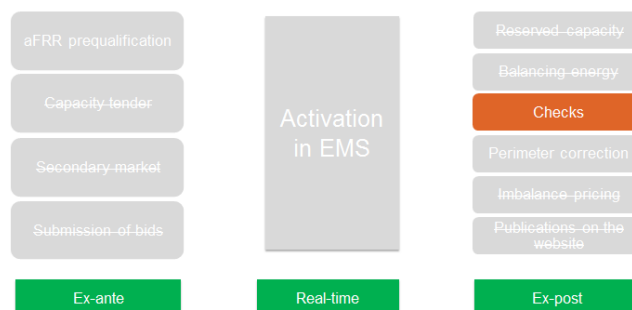 aFRR prequalification
Capacity tender
Secondary market
Submission of bids
Ex-ante
Activation
in EMS
Real-time
Reserved capacity
Balancing energy
Checks
Perimeter correction
Imbalance pricing
Publications on the
website
Ex-post